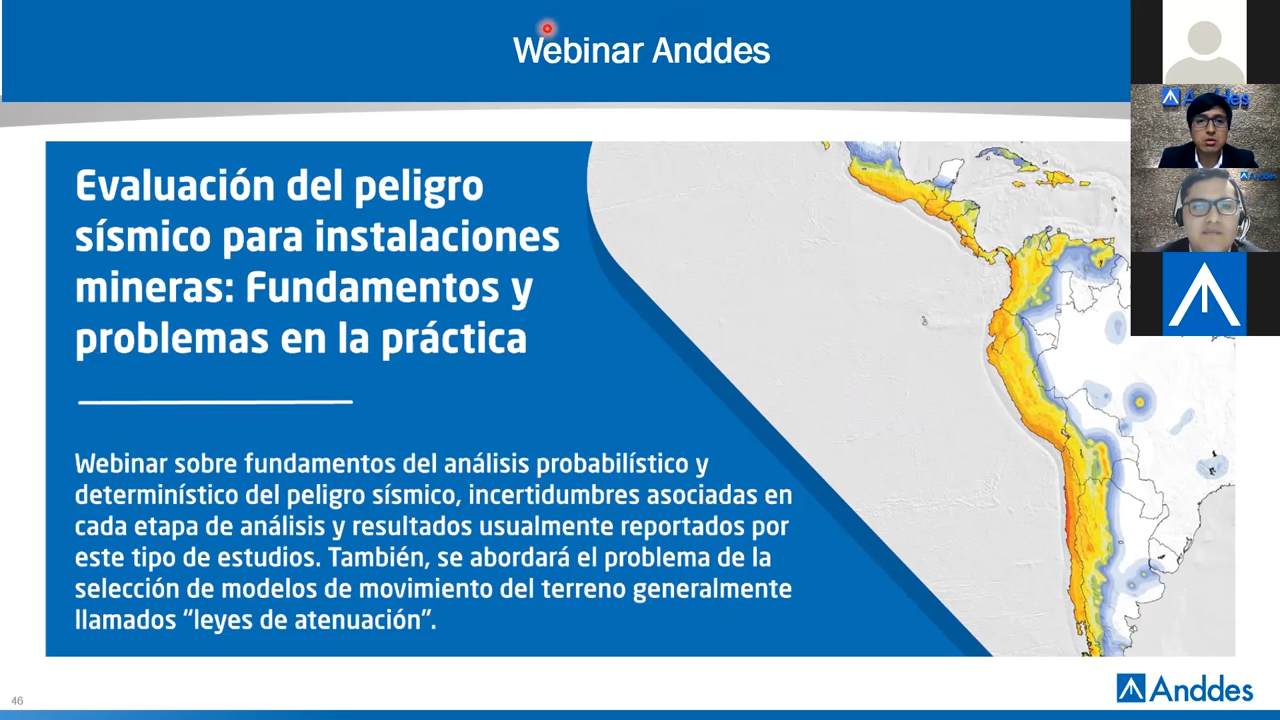 Webinar Anddes
Anddes
Anddes
Evaluación del peligro
sísmico para instalaciones
mineras: Fundamentos y
problemas en la práctica
Webinar sobre fundamentos del análisis probabilístico y
determinístico del peligro sísmico, incertidumbres asociadas en
cada etapa de análisis y resultados usualmente reportados por
este tipo de estudios. También, se abordará el problema de la
selección de modelos de movimiento del terreno generalmente
llamados “leyes de atenuación”.
46
Anddes